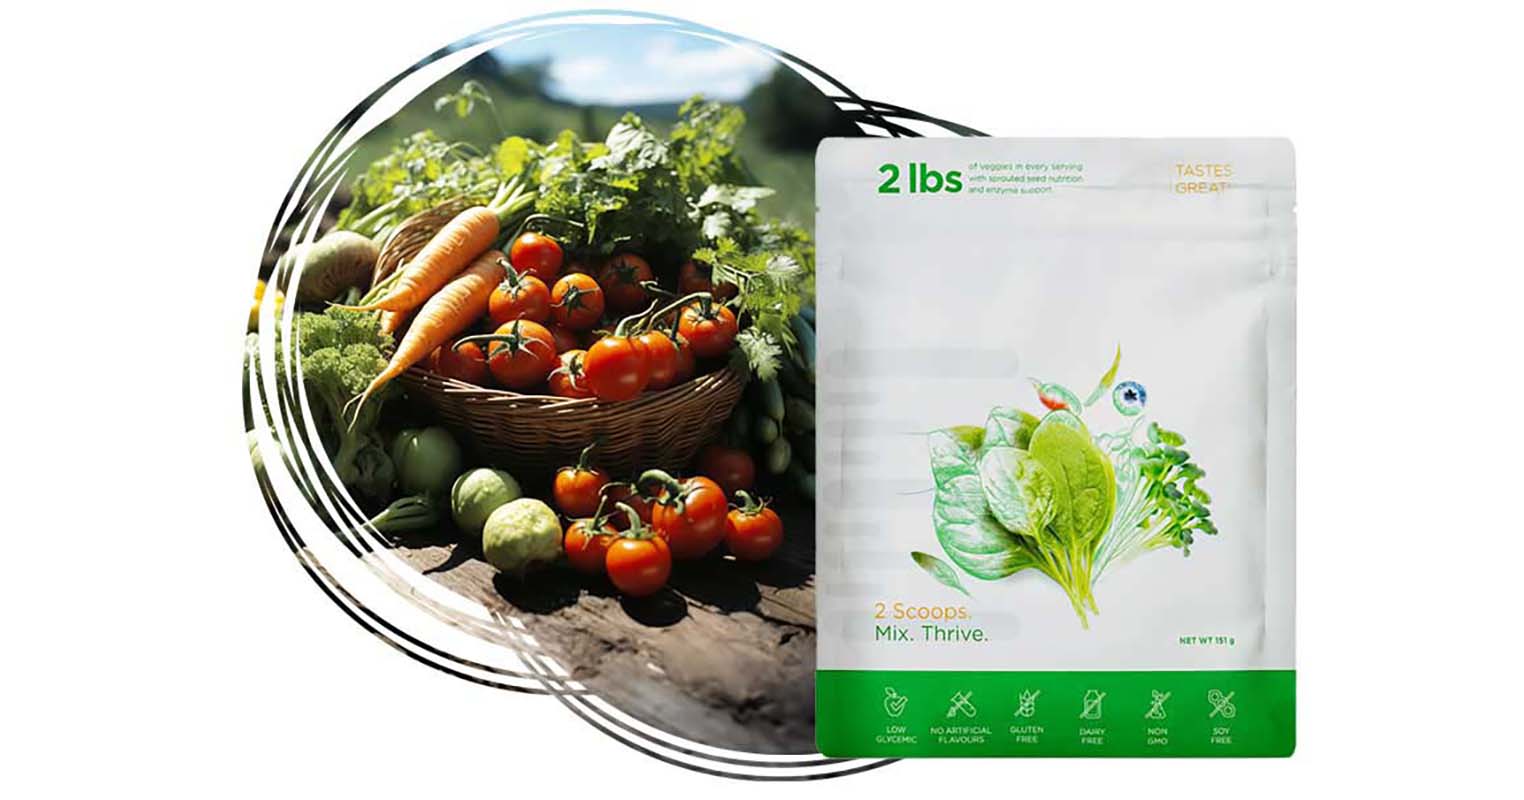 2 lbs
of veggies in every serving
with sprouted seed nutrition
and enzyme support
TASTES
GREAT!
2 Scoops.
Mix. Thrive.
NET WT 151 g
LOW
GLYCEMIC
NO ARTIFICIAL
FLAVOURS
GLUTEN
FREE
DAIRY
FREE
NON
GMO
SOY
FREE